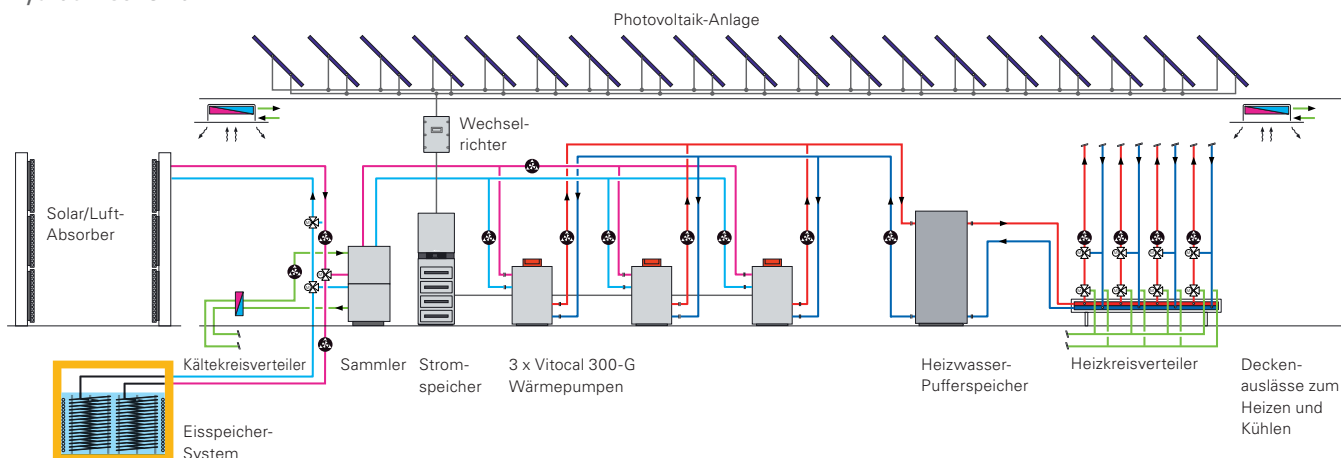 Photovoltaik-Anlage
Wechsel-
richter
Solar/Luft-
Absorber
Kältekreisverteiler
Sammler
Strom-
speicher
3 x Vitocal 300-G
Wärmepumpen
Heizwasser-
Pufferspeicher
Heizkreisverteiler
Decken-
auslässe zum
Heizen und
Kühlen
Eisspeicher-
System